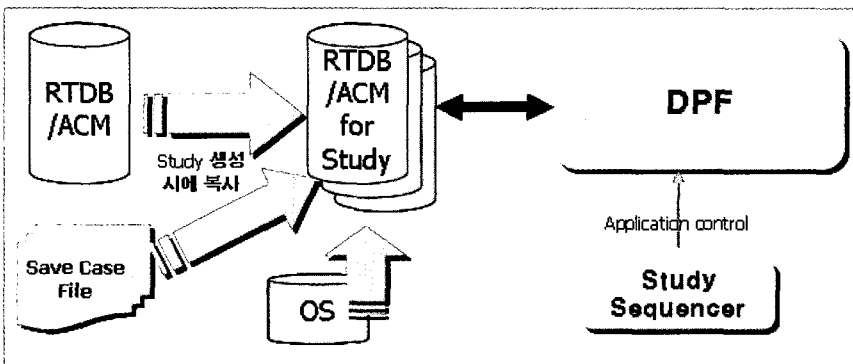 RTDB
/ACM
Study 생성
시에 복사
RTDB
/ACM
for
Study
DPF
Application control
Save Case
File
OS
Study
Sequencer